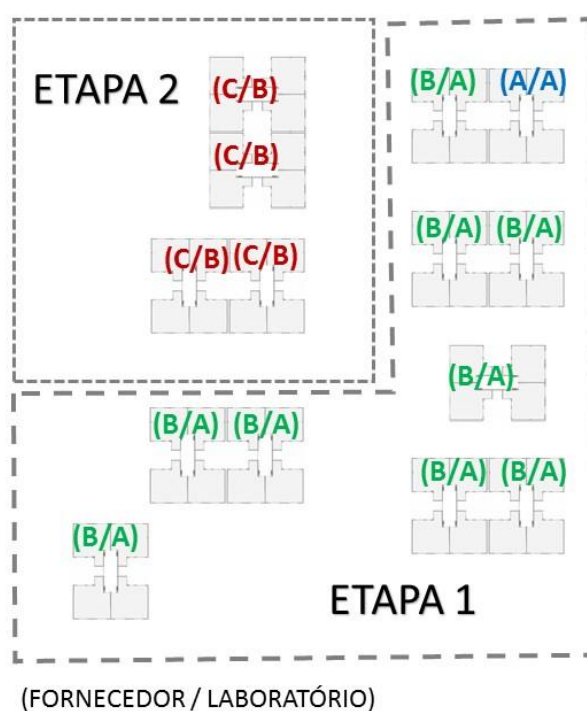 ETAPA 2
(C/B)
(C/B)
(C/B) (C/B)
(B/A) (A/A)
(B/A) (B/A)
(B/A)
(B/A) (B/A)
(B/A) (B/A)
(B/A)
ETAPA 1
(FORNECEDOR / LABORATÓRIO)